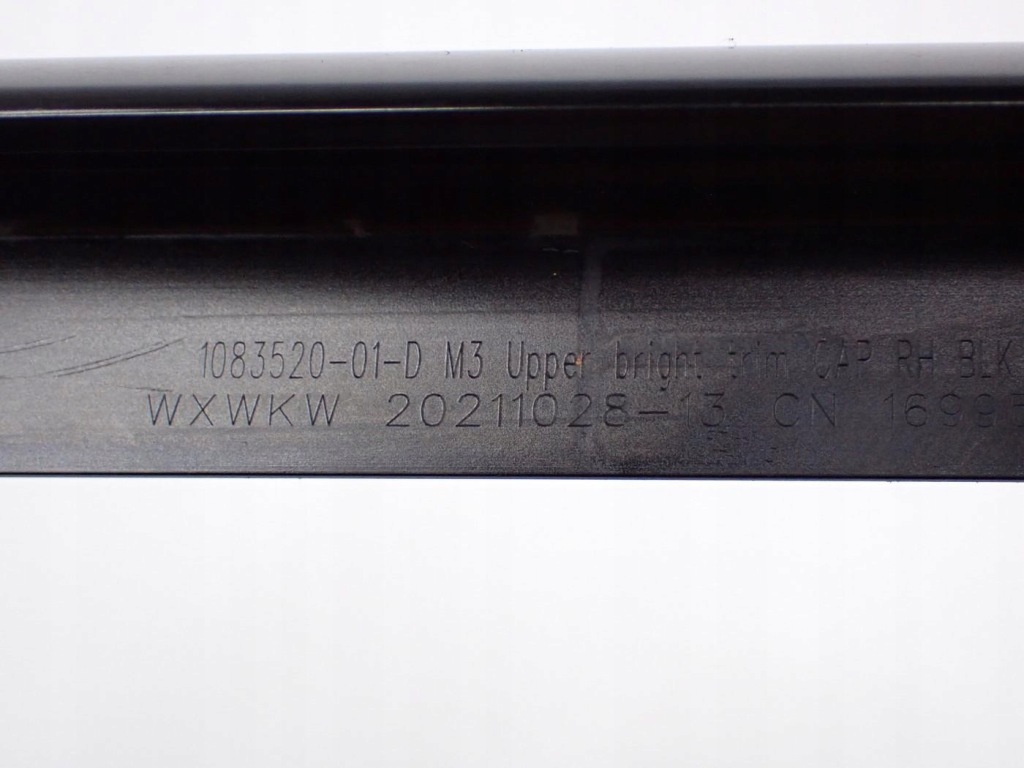 1083520-01-D M3 Upper bright trim CAP RH BLK
WXWKW 20211028-13 CN